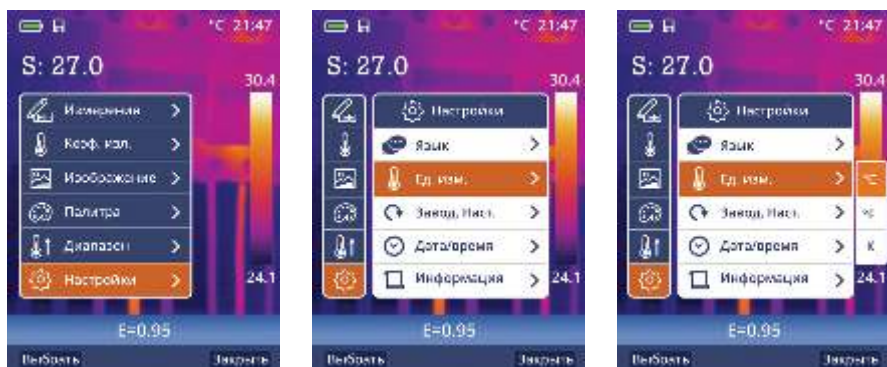 °C 21:47
S: 27.0
30.4
Измерения
Коэф. изл.
Изображение
Палитра
Диапазон
Настройки
24.1
E=0.95
Выбрать Закрыть
°C 21:47
S: 27.0
30.4
Настройки
Язык
Ед. изм.
Завод. Наст.
Дата/время
Информация
24.1
E=0.95
Выбрать Закрыть
°C 21:47
S: 27.0
30.4
Настройки
Язык
Ед. изм.
°C
Завод. Наст.
Дата/время
K
Информация
24.1
E=0.95
Выбрать Закрыть